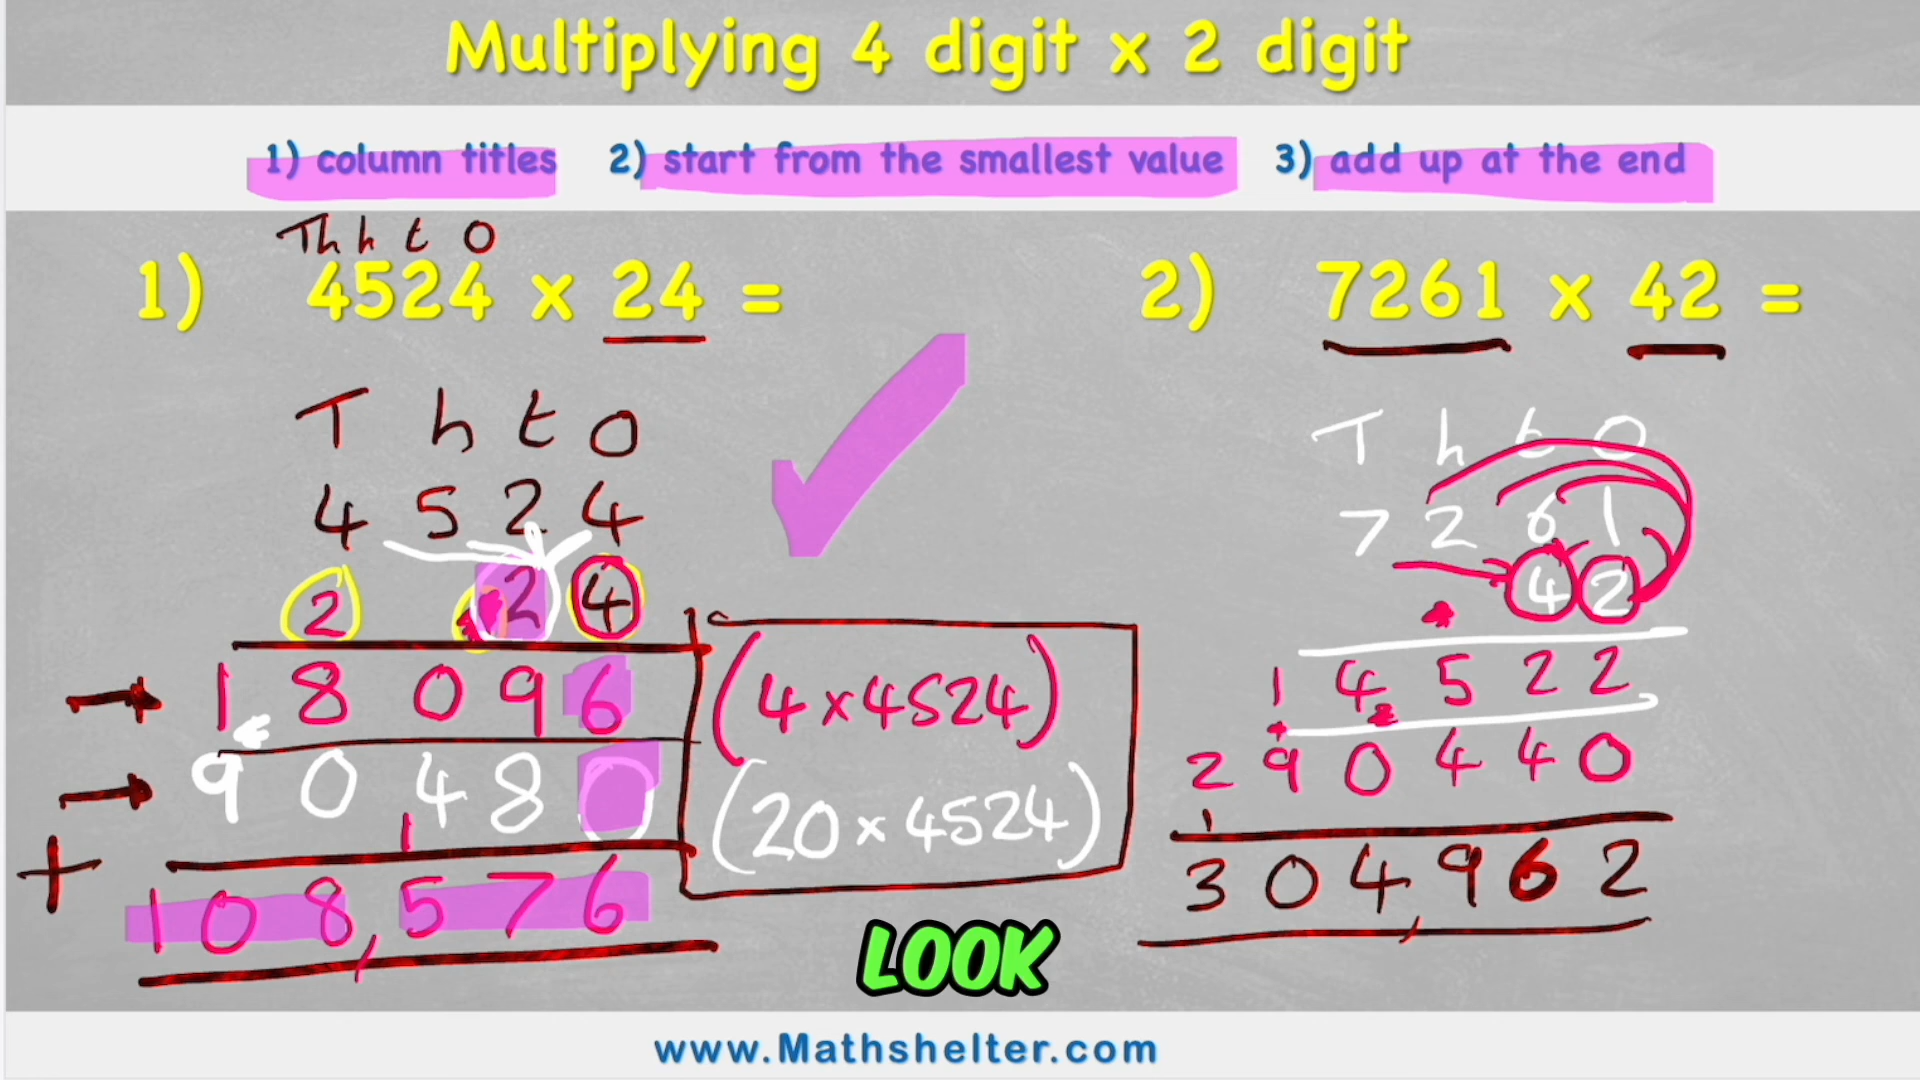 Multiplying 4 digit x 2 digit
1) column titles 2) start from the smallest value 3) add up at the end
Th h t O
1) 4524 x 24 =
T h t O
4 5 2 4
2 2 4
1 8 0 9 6 (4 x 4524)
9 0 4 8 0 (20 x 4524)
1
+
1 0 8 , 5 7 6
2) 7261 x 42 =
T h t O
7 2 6 1
4 2
1 4 5 2 2
2
2 9 0 4 4 0
1
3 0 4 , 9 6 2
LOOK
www.Mathshelter.com